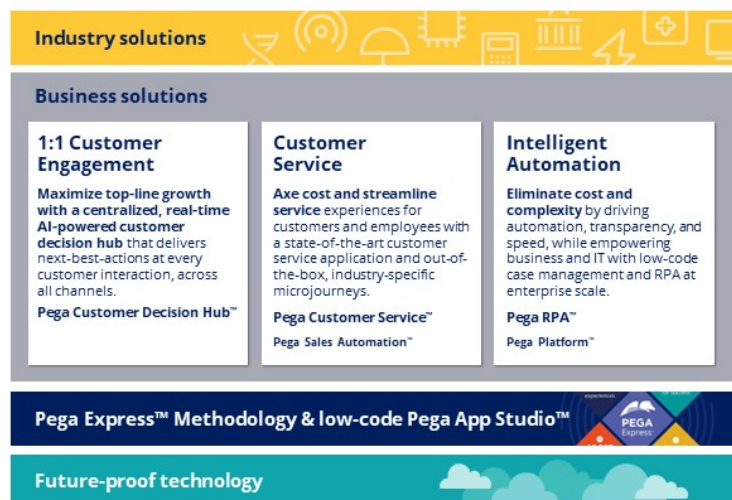 Industry solutions
Business solutions
1:1 Customer
Engagement
Maximize top-line growth
with a centralized, real-time
AI-powered customer
decision hub that delivers
next-best-actions at every
customer interaction, across
all channels.
Pega Customer Decision Hub™
Customer
Service
Axe cost and streamline
service experiences for
customers and employees with
a state-of-the-art customer
service application and out-of-
the-box, industry-specific
microjourneys.
Pega Customer Service™
Pega Sales Automation™
Intelligent
Automation
Eliminate cost and
complexity by driving
automation, transparency, and
speed, while empowering
business and IT with low-code
case management and RPA at
enterprise scale.
Pega RPA™
Pega Platform™
Pega Express™ Methodology & low-code Pega App Studio™
experiences
PEGA
Express™
Future-proof technology